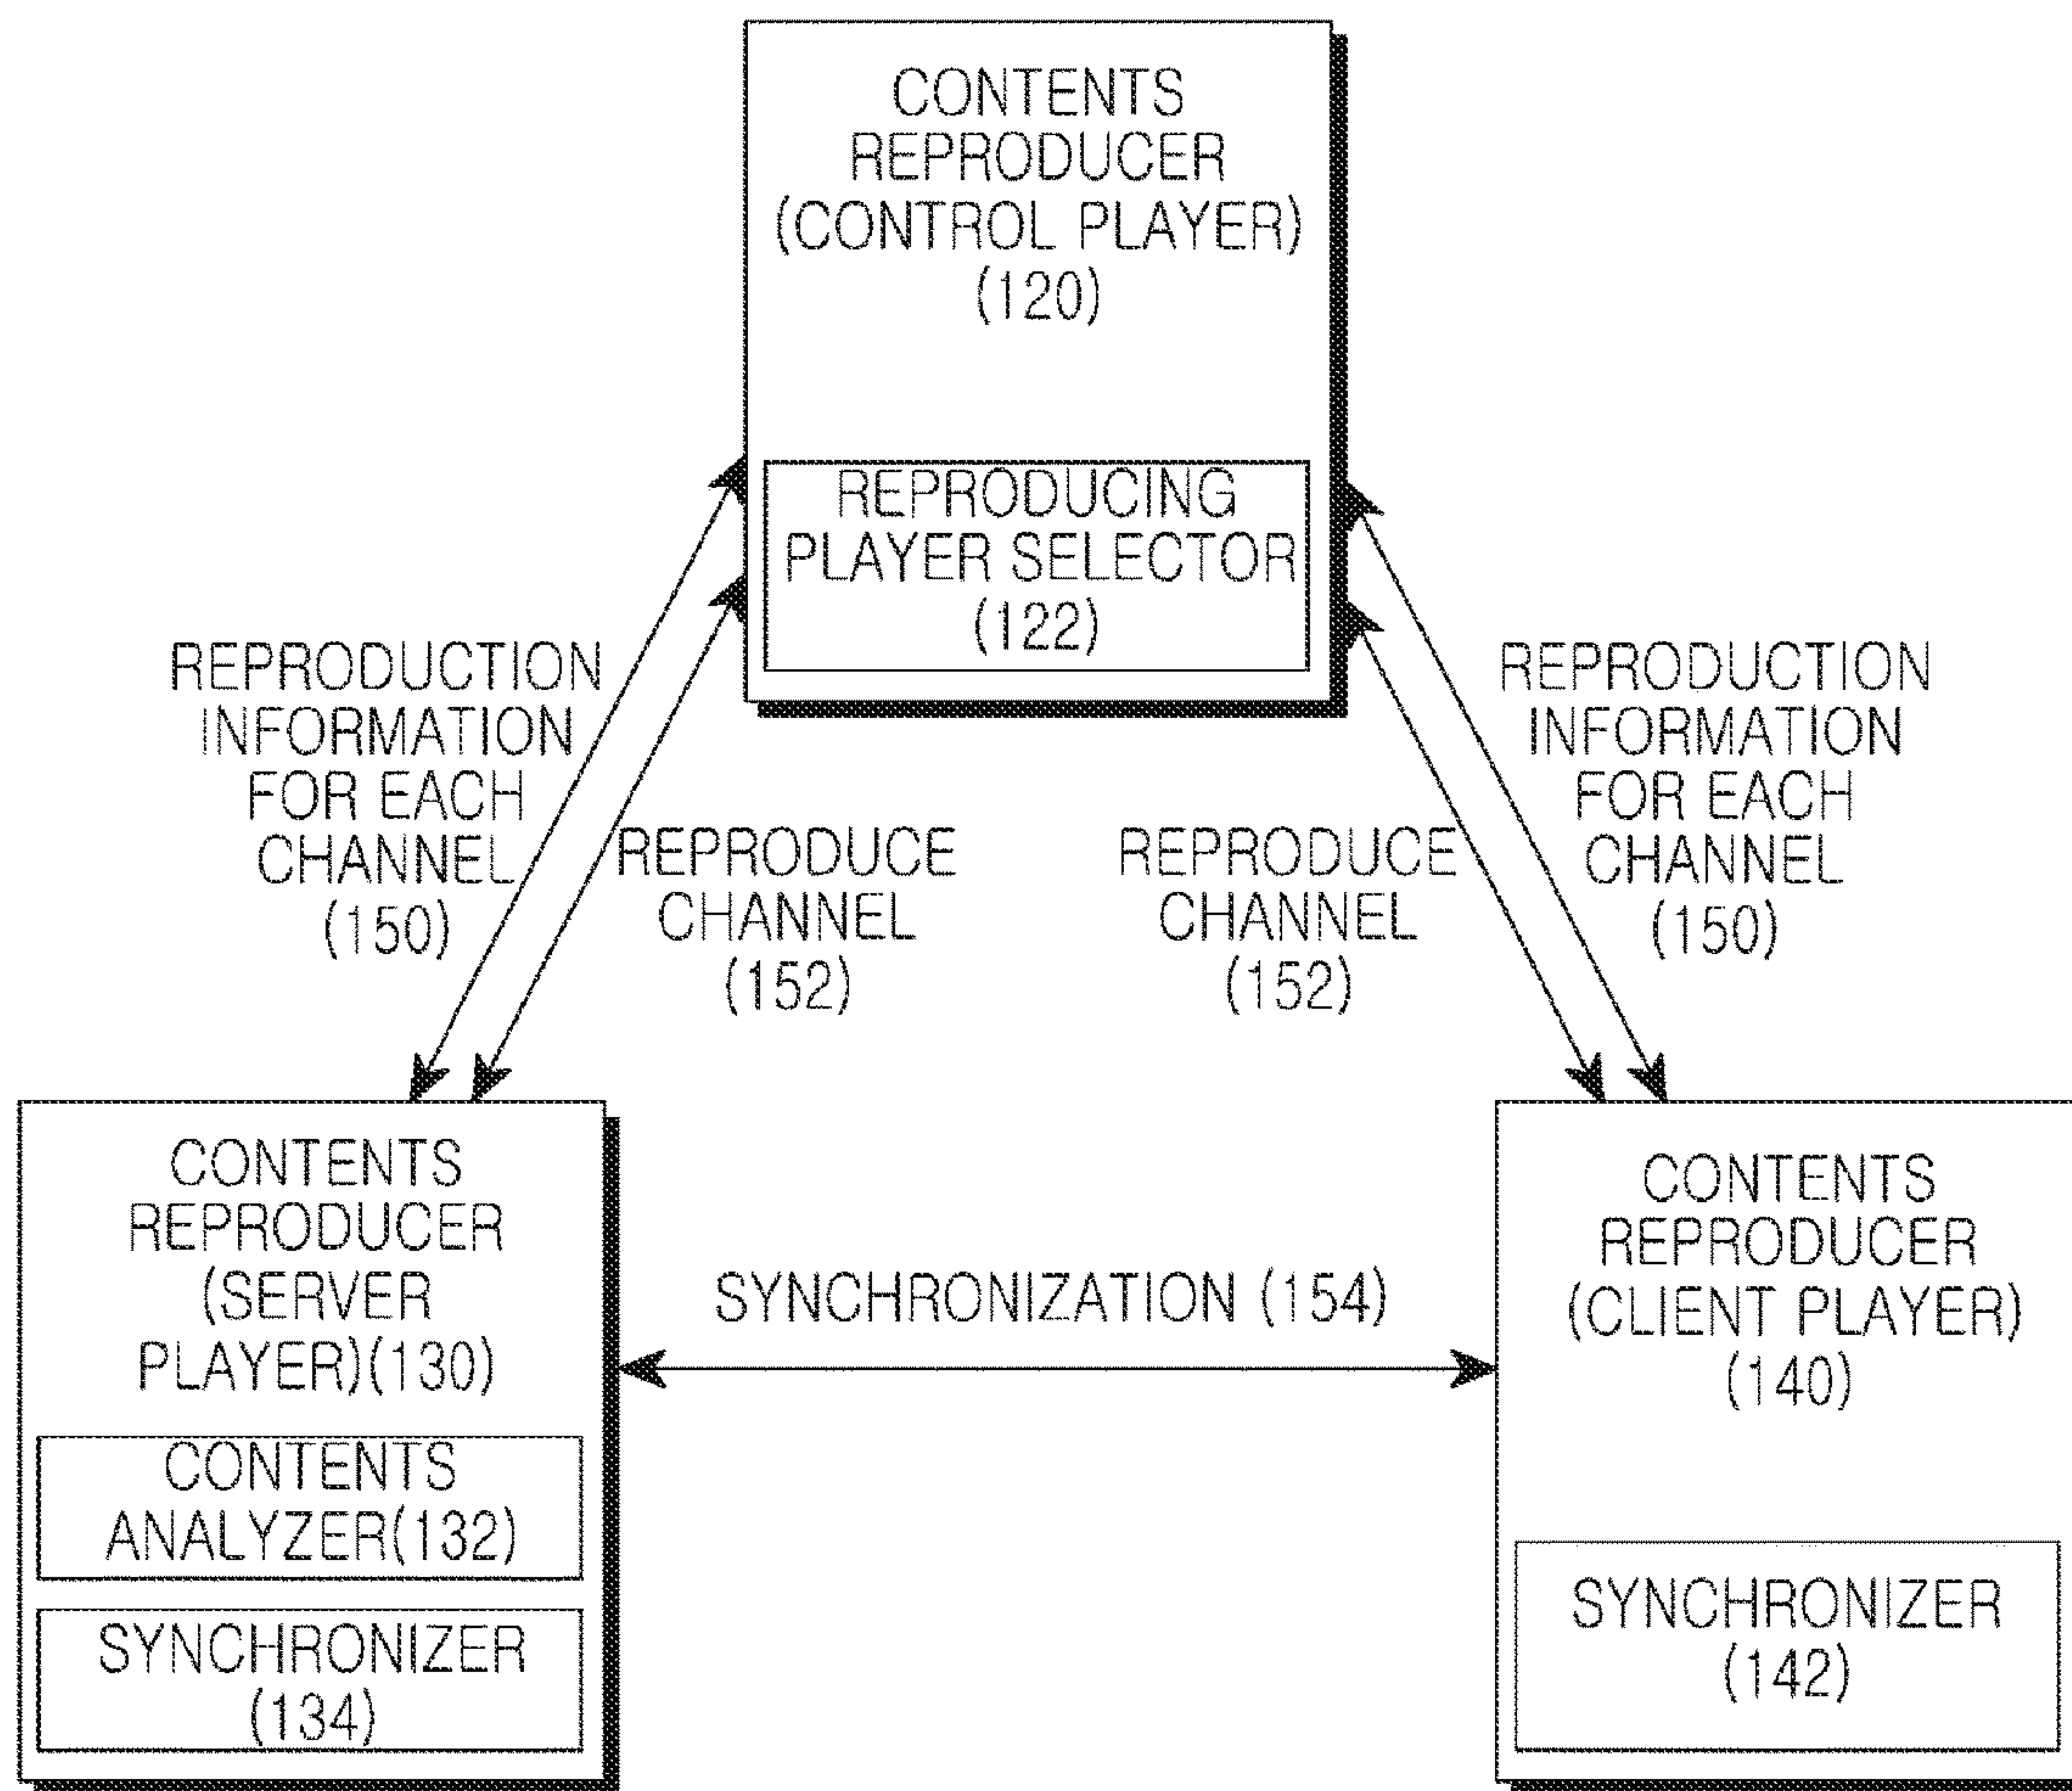 CONTENTS
REPRODUCER
(CONTROL PLAYER)
(120)
REPRODUCING
PLAYER SELECTOR
(122)
REPRODUCTION
INFORMATION
FOR EACH
CHANNEL
(150)
REPRODUCE
CHANNEL
(152)
REPRODUCE
CHANNEL
(152)
REPRODUCTION
INFORMATION
FOR EACH
CHANNEL
(150)
CONTENTS
REPRODUCER
(SERVER
PLAYER)(130)
CONTENTS
ANALYZER(132)
SYNCHRONIZER
(134)
SYNCHRONIZATION (154)
CONTENTS
REPRODUCER
(CLIENT PLAYER)
(140)
SYNCHRONIZER
(142)